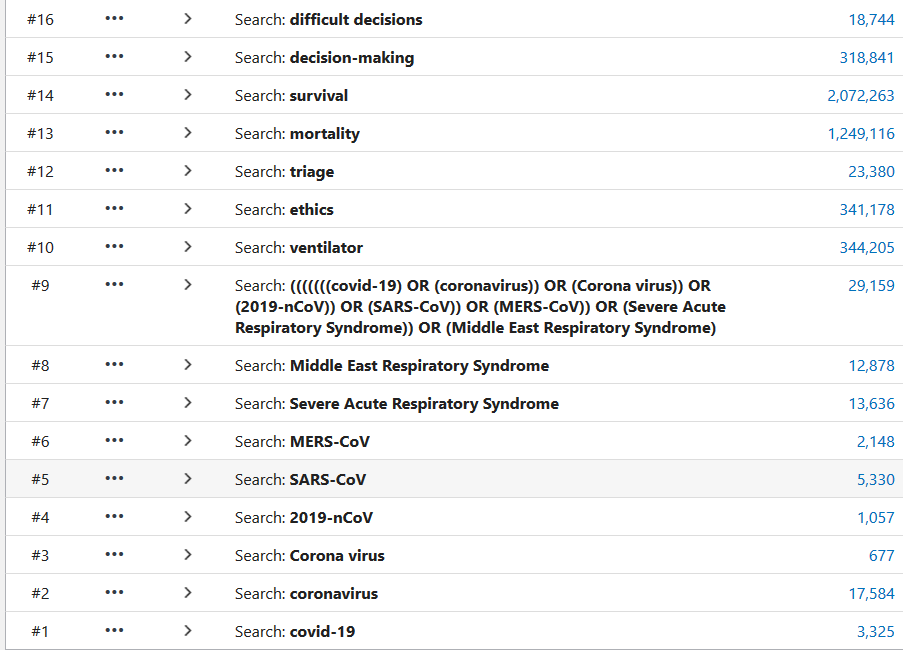 #16 ••• > Search: difficult decisions 18,744
#15 ••• > Search: decision-making 318,841
#14 ••• > Search: survival 2,072,263
#13 ••• > Search: mortality 1,249,116
#12 ••• > Search: triage 23,380
#11 ••• > Search: ethics 341,178
#10 ••• > Search: ventilator 344,205
#9 ••• > Search: (((((((covid-19) OR (coronavirus)) OR (Corona virus)) OR 29,159
(2019-nCoV)) OR (SARS-CoV)) OR (MERS-CoV)) OR (Severe Acute
Respiratory Syndrome)) OR (Middle East Respiratory Syndrome)
#8 ••• > Search: Middle East Respiratory Syndrome 12,878
#7 ••• > Search: Severe Acute Respiratory Syndrome 13,636
#6 ••• > Search: MERS-CoV 2,148
#5 ••• > Search: SARS-CoV 5,330
#4 ••• > Search: 2019-nCoV 1,057
#3 ••• > Search: Corona virus 677
#2 ••• > Search: coronavirus 17,584
#1 ••• > Search: covid-19 3,325